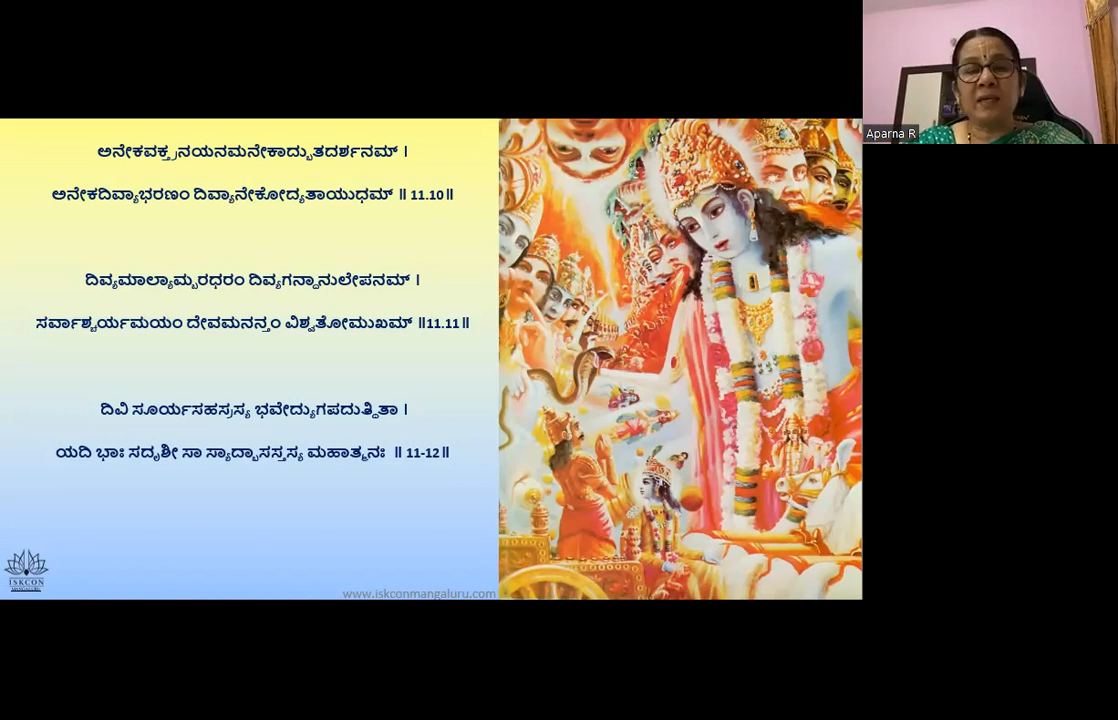 ಅನೇಕವಕ್ತ್ರನಯನಮನೇಕಾದ್ಭುತದರ್ಶನಮ್ ।
ಅನೇಕದಿವ್ಯಾಭರಣಂ ದಿವ್ಯಾನೇಕೋದ್ಯತಾಯುಧಮ್ ॥ 11.10॥
ದಿವ್ಯಮಾಲ್ಯಾಮ್ಬರಧರಂ ದಿವ್ಯಗನ್ಧಾನುಲೇಪನಮ್ ।
ಸರ್ವಾಶ್ಚರ್ಯಮಯಂ ದೇವಮನನ್ತಂ ವಿಶ್ವತೋಮುಖಮ್ ॥11.11॥
ದಿವಿ ಸೂರ್ಯಸಹಸ್ರಸ್ಯ ಭವೇದ್ಯುಗಪದುತ್ಥಿತಾ ।
ಯದಿ ಭಾಃ ಸದೃಶೀ ಸಾ ಸ್ಯಾದ್ಭಾಸಸ್ತಸ್ಯ ಮಹಾತ್ಮನಃ ॥ 11-12॥
ISKCON
MANGALURU
www.iskconmangaluru.com
Aparna R